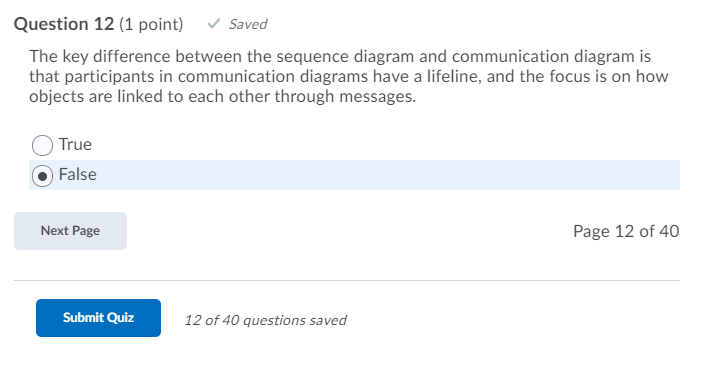 Question 12 (1 point) Saved
The key difference between the sequence diagram and communication diagram is
that participants in communication diagrams have a lifeline, and the focus is on how
objects are linked to each other through messages.
True
False
Next Page Page 12 of 40
Submit Quiz 12 of 40 questions saved